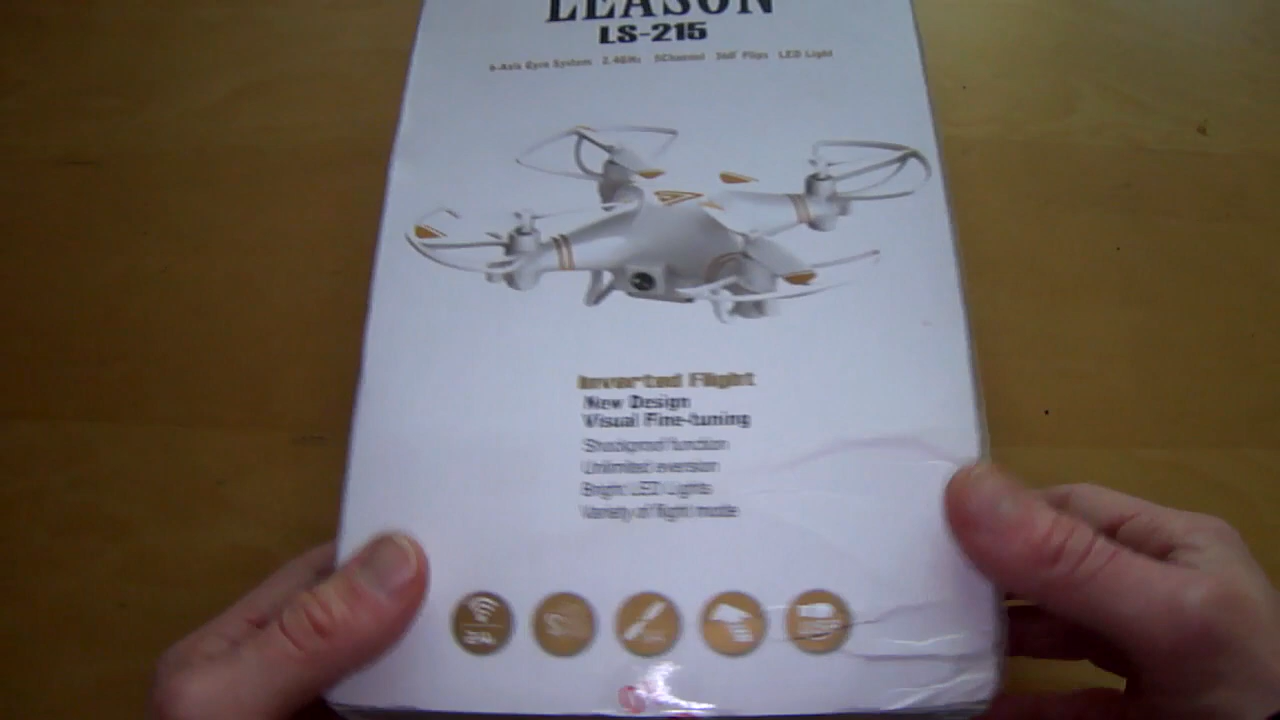 LEASON
LS-215
6-Axis Gyro System 2.4GHz 5Channel 360° Flips LED Light
Inverted Flight
New Design
Visual Fine-tuning
Shockproof function
Unlimited eversion
Bright LED Lights
Variety of flight mode